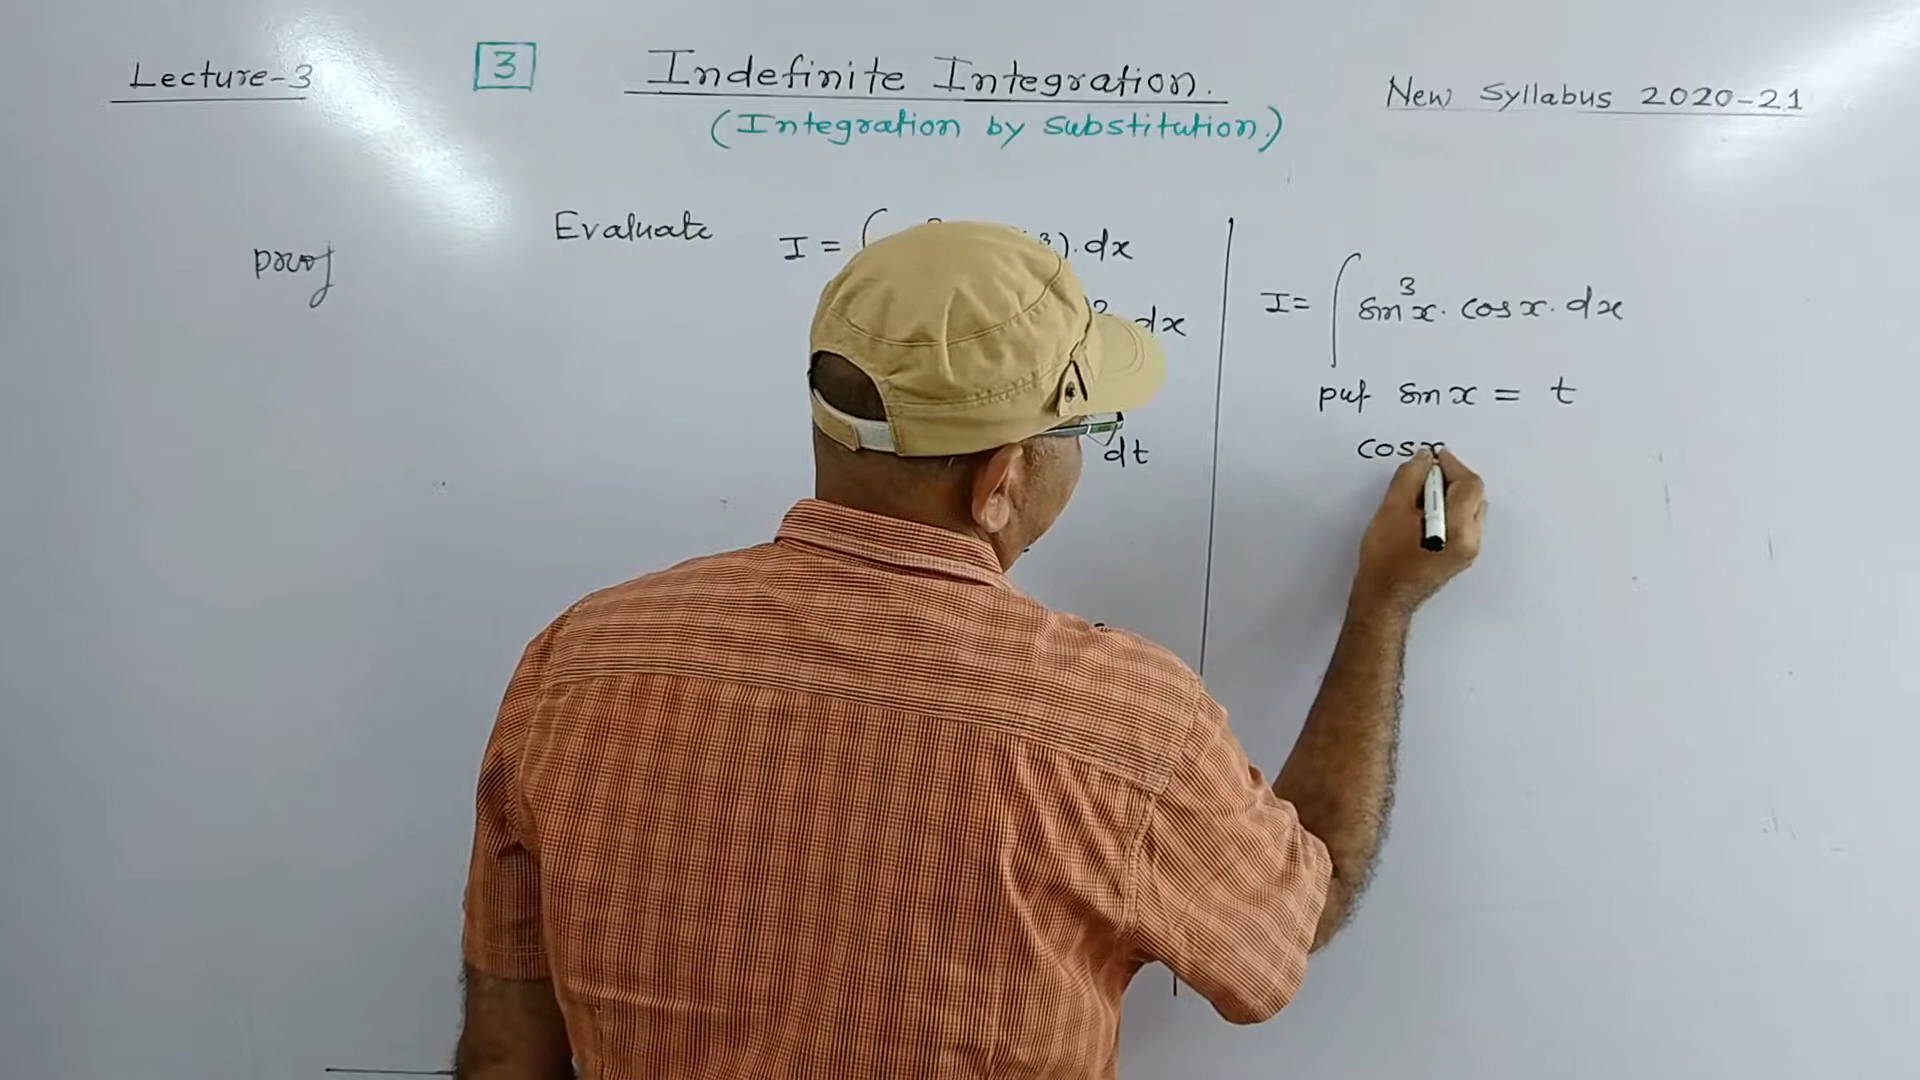 Lecture-3
3
Indefinite Integration.
(Integration by substitution.)
New Syllabus 2020-21
proof
Evaluate I = ∫ ³). dx
dx
dt
I = ∫ sin³x. cos x. dx
put sin x = t
cos x